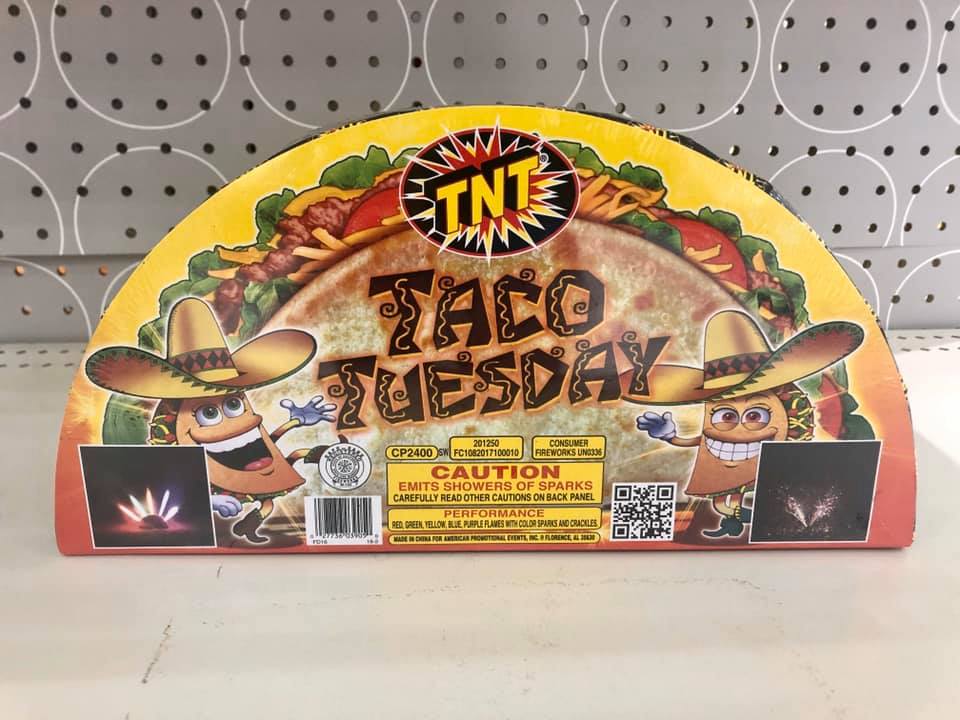 TNT®
TACO
TUESDAY
CP2400 SW
201250
FC1082017100010
CONSUMER
FIREWORKS UN0336
CAUTION
EMITS SHOWERS OF SPARKS
CAREFULLY READ OTHER CAUTIONS ON BACK PANEL
PERFORMANCE
RED, GREEN, YELLOW, BLUE, PURPLE FLAMES WITH COLOR SPARKS AND CRACKLES.
MADE IN CHINA FOR AMERICAN PROMOTIONAL EVENTS, INC. ® FLORENCE, AL 35630